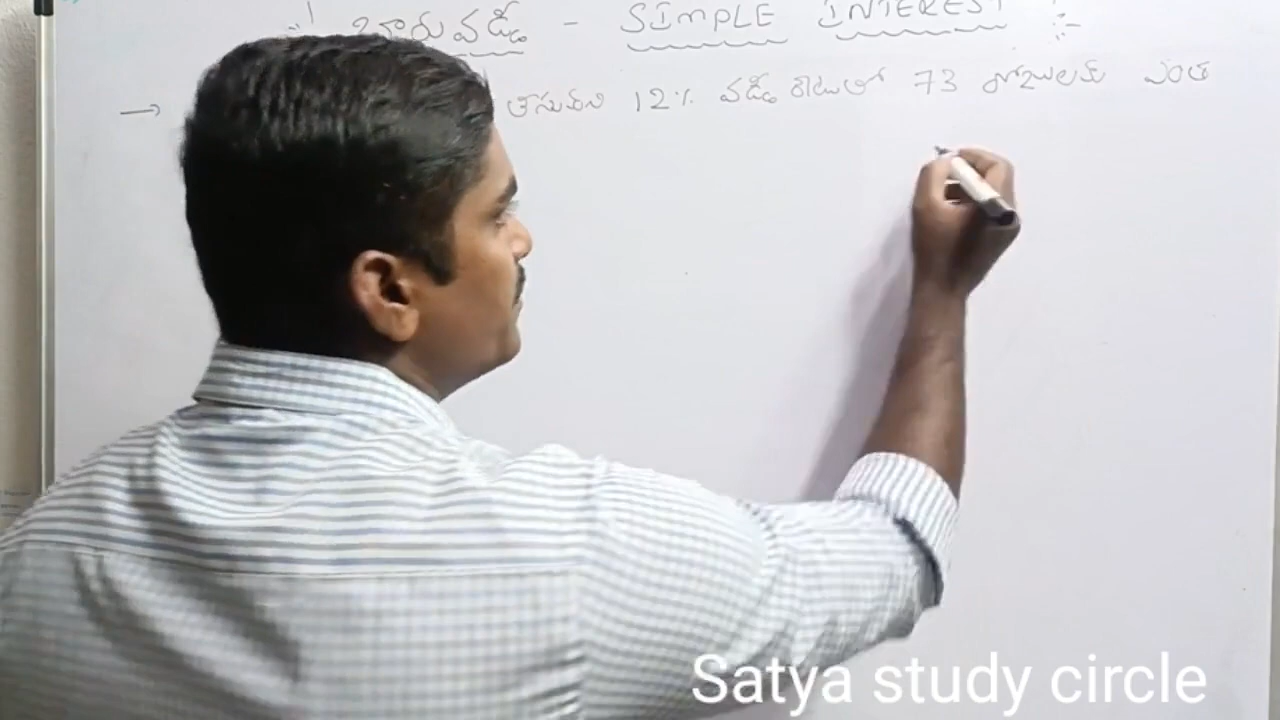 బారువడ్డీ - SIMPLE INTEREST
→ 12% వడ్డీ రేటుతో 73 రోజులకు ఎంత
Satya study circle